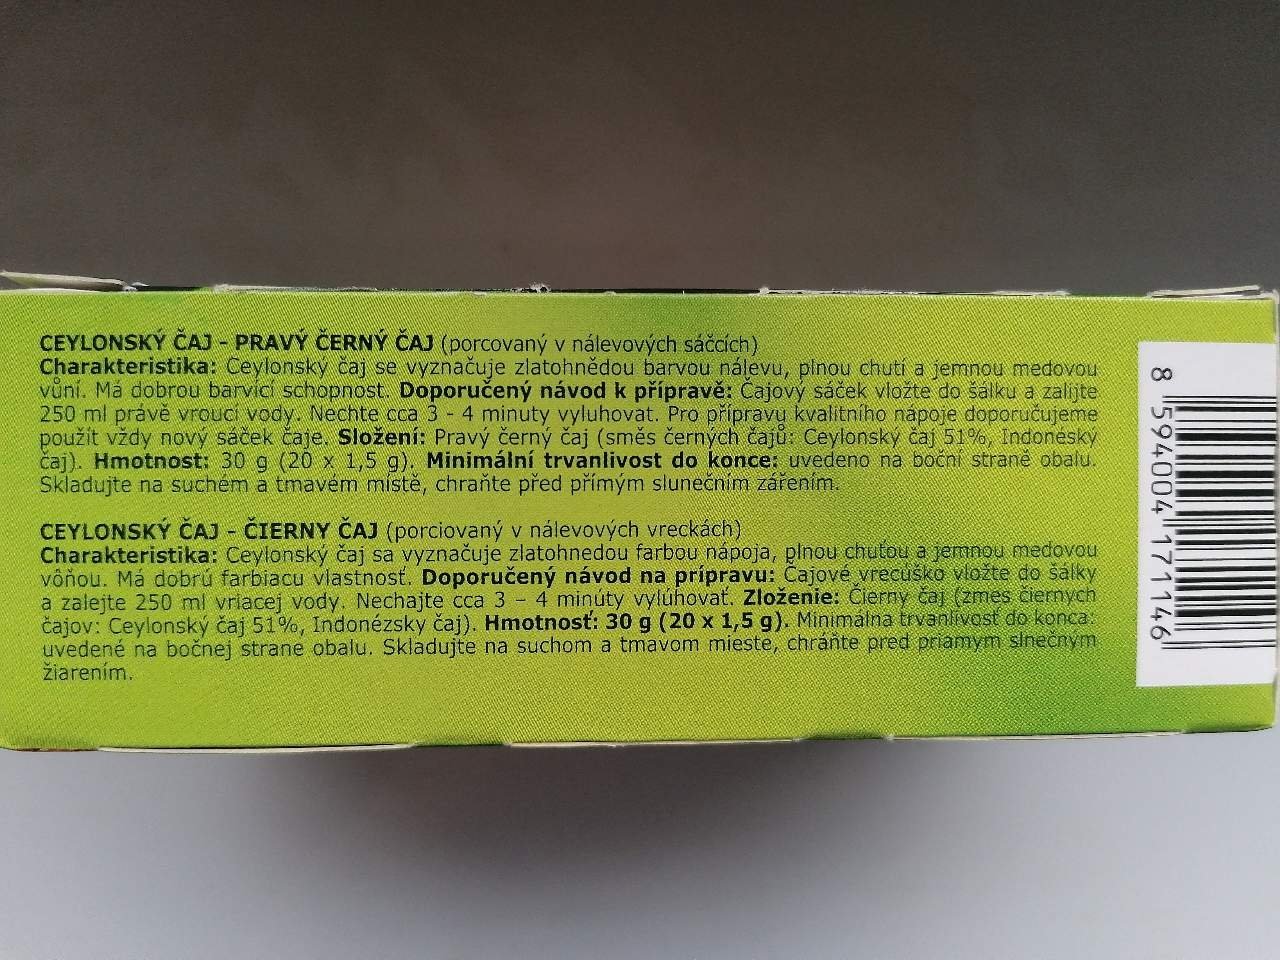 CEYLONSKÝ ČAJ - PRAVÝ ČERNÝ ČAJ (porcovaný v nálevových sáčcích)
Charakteristika: Ceylonský čaj se vyznačuje zlatohnědou barvou nálevu, plnou chutí a jemnou medovou
vůní. Má dobrou barvící schopnost. Doporučený návod k přípravě: Čajový sáček vložte do šálku a zalijte
250 ml právě vroucí vody. Nechte cca 3 - 4 minuty vyluhovat. Pro přípravu kvalitního nápoje doporučujeme
použít vždy nový sáček čaje. Složení: Pravý černý čaj (směs černých čajů: Ceylonský čaj 51%, Indonéský
čaj). Hmotnost: 30 g (20 x 1,5 g). Minimální trvanlivost do konce: uvedeno na boční straně obalu.
Skladujte na suchém a tmavém místě, chraňte před přímým slunečním zářením.
CEYLONSKÝ ČAJ - ČIERNY ČAJ (porciovaný v nálevových vreckách)
Charakteristika: Ceylonský čaj sa vyznačuje zlatohnedou farbou nápoja, plnou chuťou a jemnou medovou
vôňou. Má dobrú farbiacu vlastnosť. Doporučený návod na prípravu: Čajové vrecúško vložte do šálky
a zalejte 250 ml vriacej vody. Nechajte cca 3 – 4 minúty vylúhovať. Zloženie: Čierny čaj (zmes čiernych
čajov: Ceylonský čaj 51%, Indonézsky čaj). Hmotnosť: 30 g (20 x 1,5 g). Minimálna trvanlivosť do konca:
uvedené na bočnej strane obalu. Skladujte na suchom a tmavom mieste, chráňte pred priamym slnečným
žiarením.
8 594004 171146